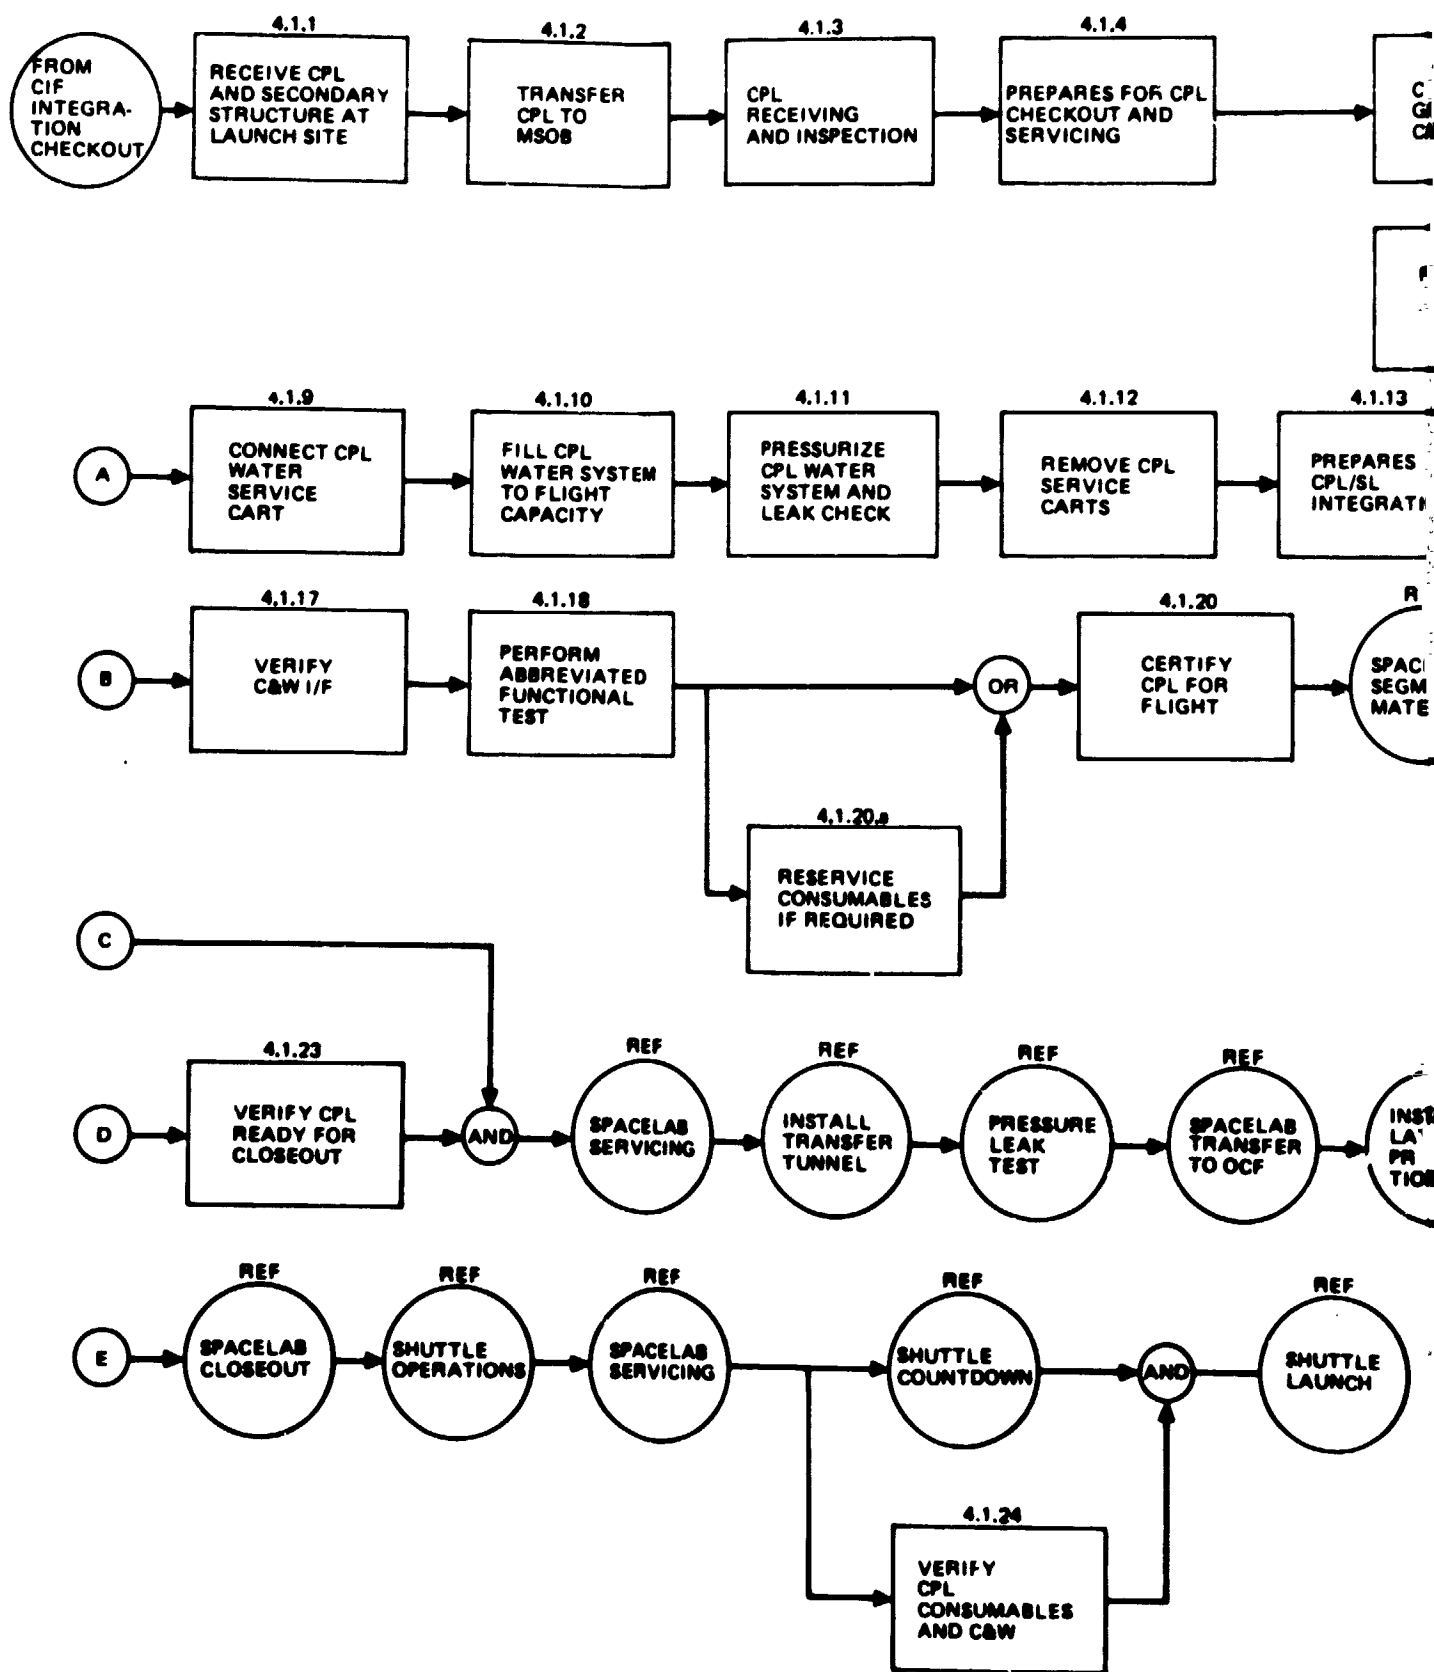 FROM
CIF
INTEGRA-
TION
CHECKOUT
4.1.1
RECEIVE CPL
AND SECONDARY
STRUCTURE AT
LAUNCH SITE
4.1.2
TRANSFER
CPL TO
MSOB
4.1.3
CPL
RECEIVING
AND INSPECTION
4.1.4
PREPARES FOR CPL
CHECKOUT AND
SERVICING
A
4.1.9
CONNECT CPL
WATER
SERVICE
CART
4.1.10
FILL CPL
WATER SYSTEM
TO FLIGHT
CAPACITY
4.1.11
PRESSURIZE
CPL WATER
SYSTEM AND
LEAK CHECK
4.1.12
REMOVE CPL
SERVICE
CARTS
4.1.13
PREPARES
CPL/SL
B
4.1.17
VERIFY
C&W I/F
4.1.18
PERFORM
ABBREVIATED
FUNCTIONAL
TEST
OR
4.1.20
CERTIFY
CPL FOR
FLIGHT
MATE
4.1.20.a
RESERVICE
CONSUMABLES
IF REQUIRED
C
D
4.1.23
VERIFY CPL
READY FOR
CLOSEOUT
AND
REF
SPACELAB
SERVICING
REF
INSTALL
TRANSFER
TUNNEL
REF
PRESSURE
LEAK
TEST
REF
SPACELAB
TRANSFER
TO OCF
E
REF
SPACELAB
CLOSEOUT
REF
SHUTTLE
OPERATIONS
REF
SPACELAB
SERVICING
REF
SHUTTLE
COUNTDOWN
AND
REF
SHUTTLE
LAUNCH
4.1.24
VERIFY
CPL
CONSUMABLES
AND C&W